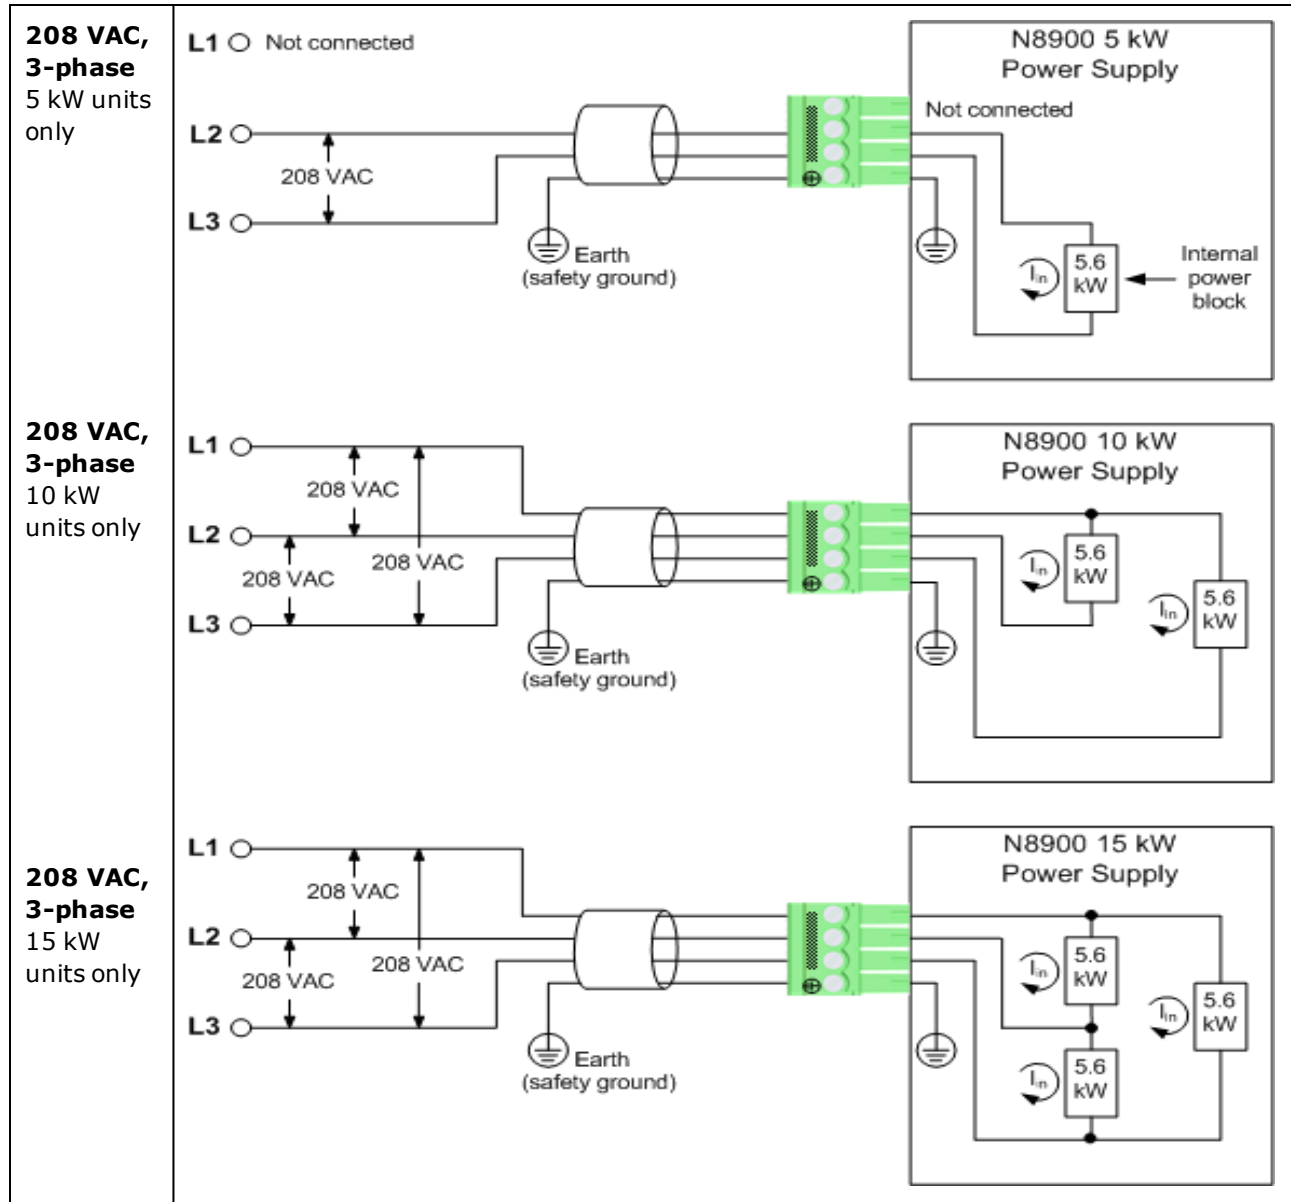 208 VAC,
3-phase
5 kW units
only
L1 Not connected
L2
208 VAC
L3
Earth
(safety ground)
N8900 5 kW
Power Supply
Not connected
Iin
5.6
kW
Internal
power
block
208 VAC,
3-phase
10 kW
units only
L1
208 VAC
L2
208 VAC
208 VAC
L3
Earth
(safety ground)
N8900 10 kW
Power Supply
Iin
5.6
kW
Iin
5.6
kW
208 VAC,
3-phase
15 kW
units only
L1
208 VAC
L2
208 VAC
208 VAC
L3
Earth
(safety ground)
N8900 15 kW
Power Supply
Iin
5.6
kW
Iin
5.6
kW
Iin
5.6
kW